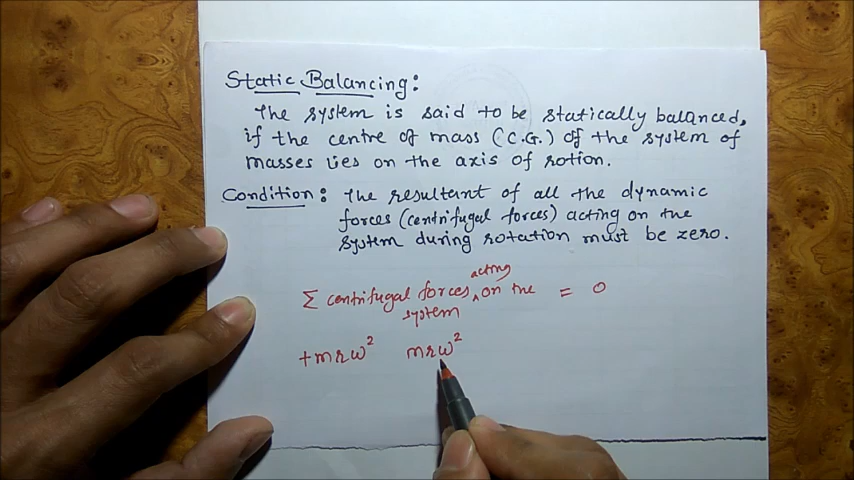 Static Balancing:
The system is said to be statically balanced,
if the centre of mass (C.G.) of the system of
masses lies on the axis of rotion.
Condition: The resultant of all the dynamic
forces (centrifugal forces) acting on the
system during rotation must be zero.
acting
Σ centrifugal forces ^ on the = 0
system
+mrω² mrω²